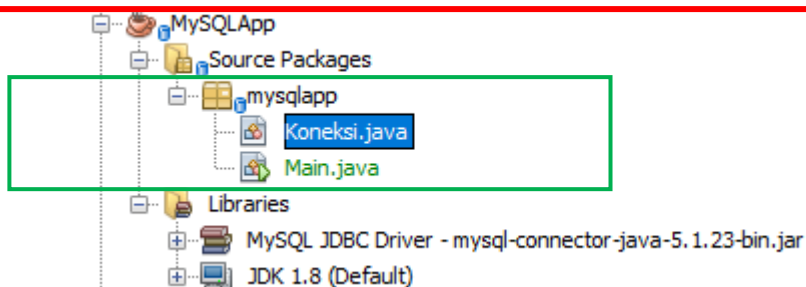 MySQLApp
Source Packages
mysqlapp
Koneksi.java
Main.java
Libraries
MySQL JDBC Driver - mysql-connector-java-5.1.23-bin.jar
JDK 1.8 (Default)